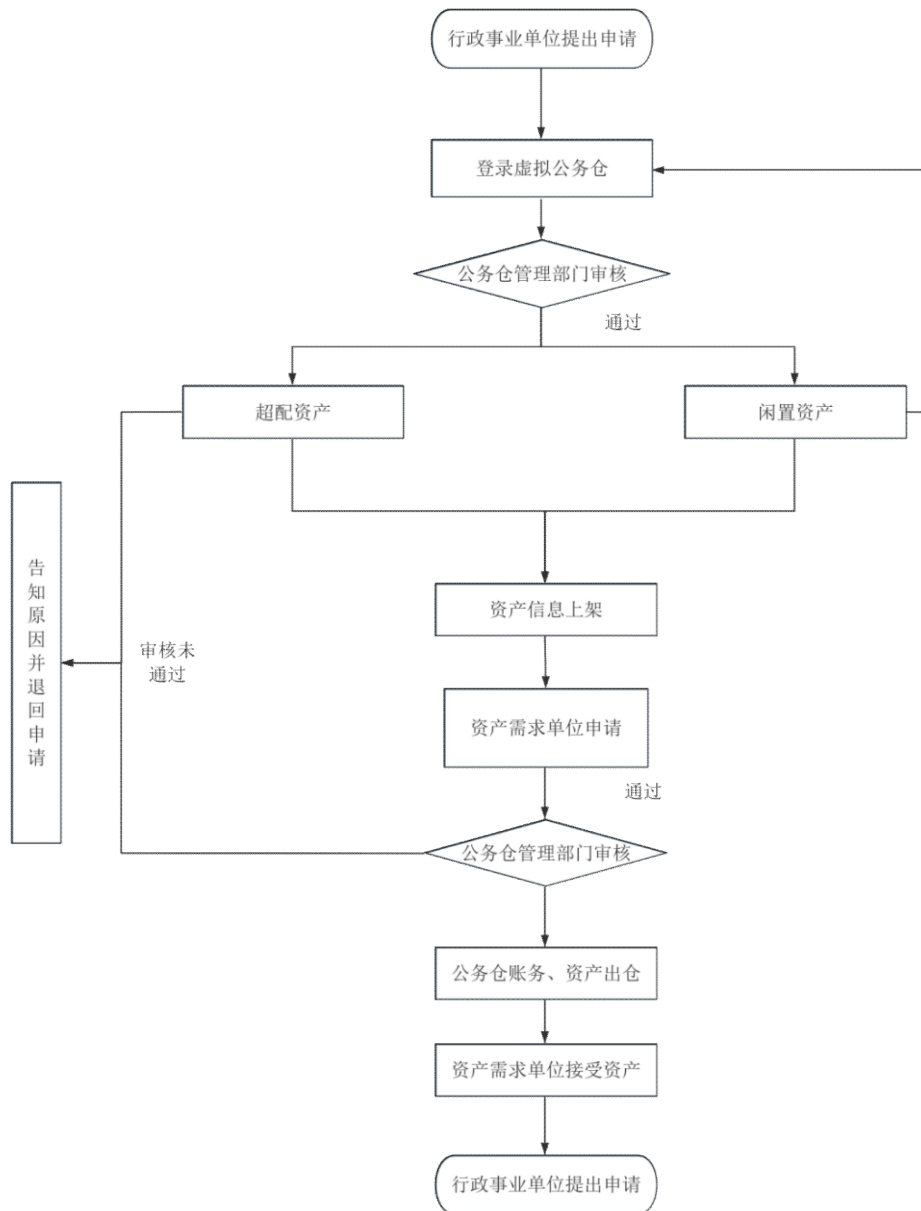 行政事业单位提出申请
登录虚拟公务仓
公务仓管理部门审核
通过
超配资产
闲置资产
告知原因并退回申请
资产信息上架
审核未
通过
资产需求单位申请
通过
公务仓管理部门审核
公务仓账务、资产出仓
资产需求单位接受资产
行政事业单位提出申请